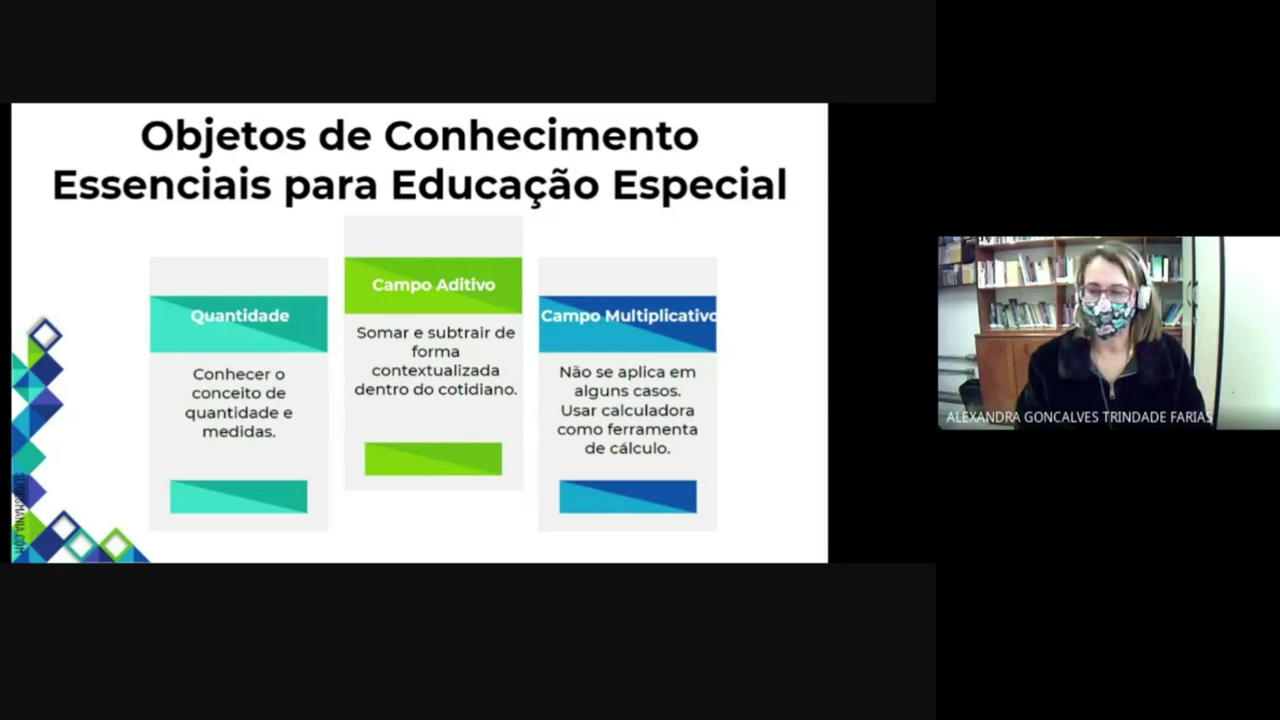 Objetos de Conhecimento
Essenciais para Educação Especial
Quantidade
Conhecer o
conceito de
quantidade e
medidas.
Campo Aditivo
Somar e subtrair de
forma
contextualizada
dentro do cotidiano.
Campo Multiplicativo
Não se aplica em
alguns casos.
Usar calculadora
como ferramenta
de cálculo.
SLIDESMANIA.COM
ALEXANDRA GONCALVES TRINDADE FARIAS